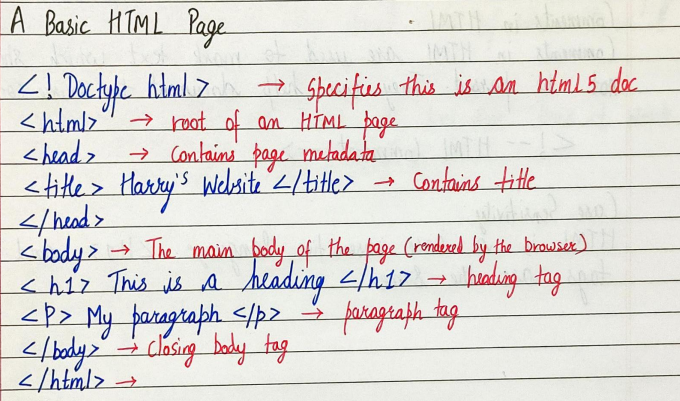 A Basic HTML Page
<! Doctype html> → specifies this is an html5 doc
<html> → root of an HTML page
<head> → Contains page metadata
<title> Harry's Website </title> → Contains title
</head>
<body> → The main body of the page (rendered by the browser)
<h1> This is a heading </h1> → heading tag
<P> My paragraph </p> → paragraph tag
</body> → Closing body tag
</html> →